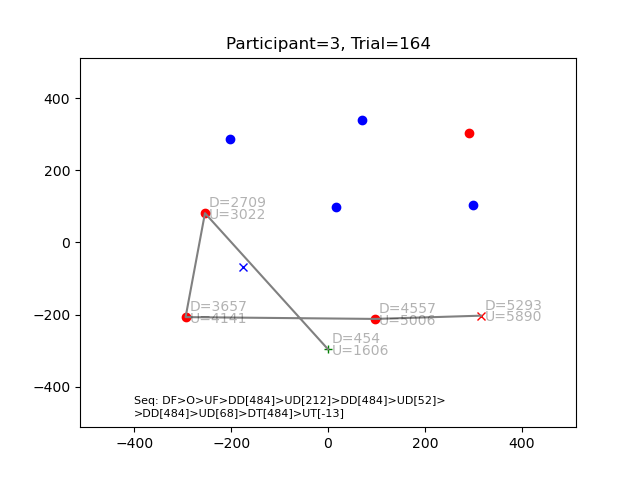 Participant=3, Trial=164
400
200
0
−200
−400
−400
−200
0
200
400
D=2709
U=3022
D=3657
U=4141
D=4557
U=5006
D=5293
U=5890
D=454
U=1606
Seq: DF>O>UF>DD[484]>UD[212]>DD[484]>UD[52]>
>DD[484]>UD[68]>DT[484]>UT[-13]